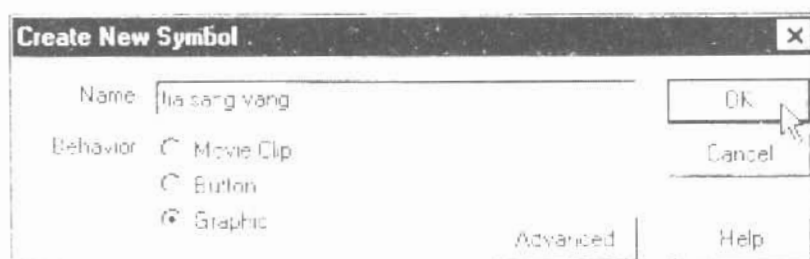 Create New Symbol
Name tia sang vang OK
Behavior Movie Clip Cancel
Button
Graphic
Advanced Help